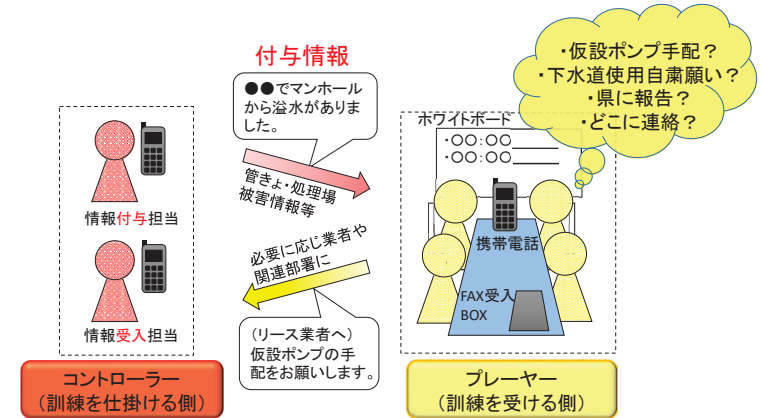 付与情報
●●でマンホール
から溢水がありま
した。
管きょ・処理場
被害情報等
情報付与担当
情報受入担当
必要に応じ業者や
関連部署に
(リース業者へ)
仮設ポンプの手
配をお願いします。
コントローラー
(訓練を仕掛ける側)
・仮設ポンプ手配？
・下水道使用自粛願い？
・県に報告？
・どこに連絡？
ホワイトボード
・〇〇：〇〇
・〇〇：〇〇
携帯電話
FAX受入
BOX
プレーヤー
(訓練を受ける側)